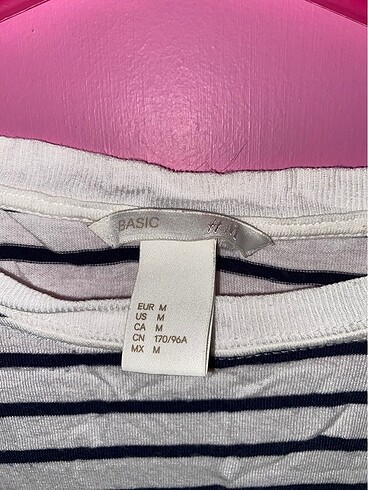 BASIC H&M
EUR M
US M
CA M
CN 170/96A
MX M